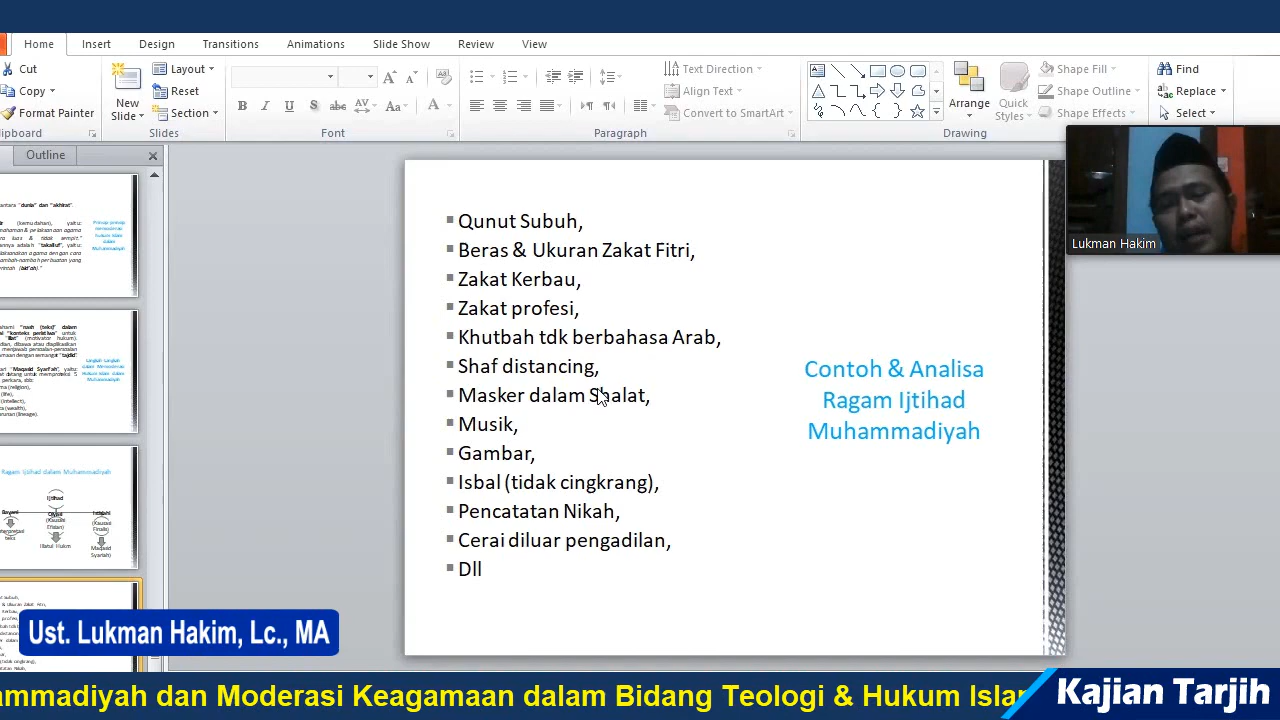 Home Insert Design Transitions Animations Slide Show Review View
Cut
Copy
Format Painter
New Slide
Layout
Reset
Section
Text Direction
Align Text
Convert to SmartArt
Arrange
Quick Styles
Shape Fill
Shape Outline
Shape Effects
Find
Replace
Select
lipboard Slides Font Paragraph Drawing
Outline
Lukman Hakim
Qunut Subuh,
Beras & Ukuran Zakat Fitri,
Zakat Kerbau,
Zakat profesi,
Khutbah tdk berbahasa Arab,
Shaf distancing,
Masker dalam Shalat,
Musik,
Gambar,
Isbal (tidak cingkrang),
Pencatatan Nikah,
Cerai diluar pengadilan,
Dll
Contoh & Analisa
Ragam Ijtihad
Muhammadiyah
Ragam Ijtihad dalam Muhammadiyah
Ijtihad
Ust. Lukman Hakim, Lc., MA
ammadiyah dan Moderasi Keagamaan dalam Bidang Teologi & Hukum Islam
Kajian Tarjih